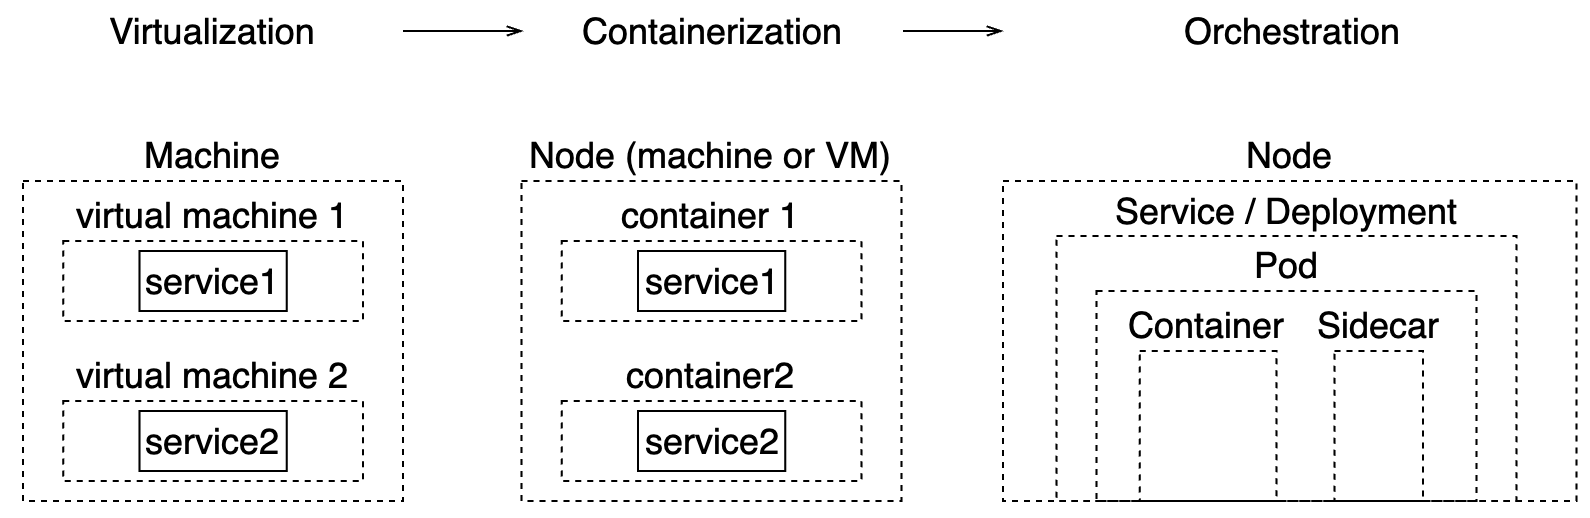 Virtualization
Containerization
Orchestration
Machine
virtual machine 1
service1
virtual machine 2
service2
Node (machine or VM)
container 1
service1
container2
service2
Node
Service / Deployment
Pod
Container
Sidecar